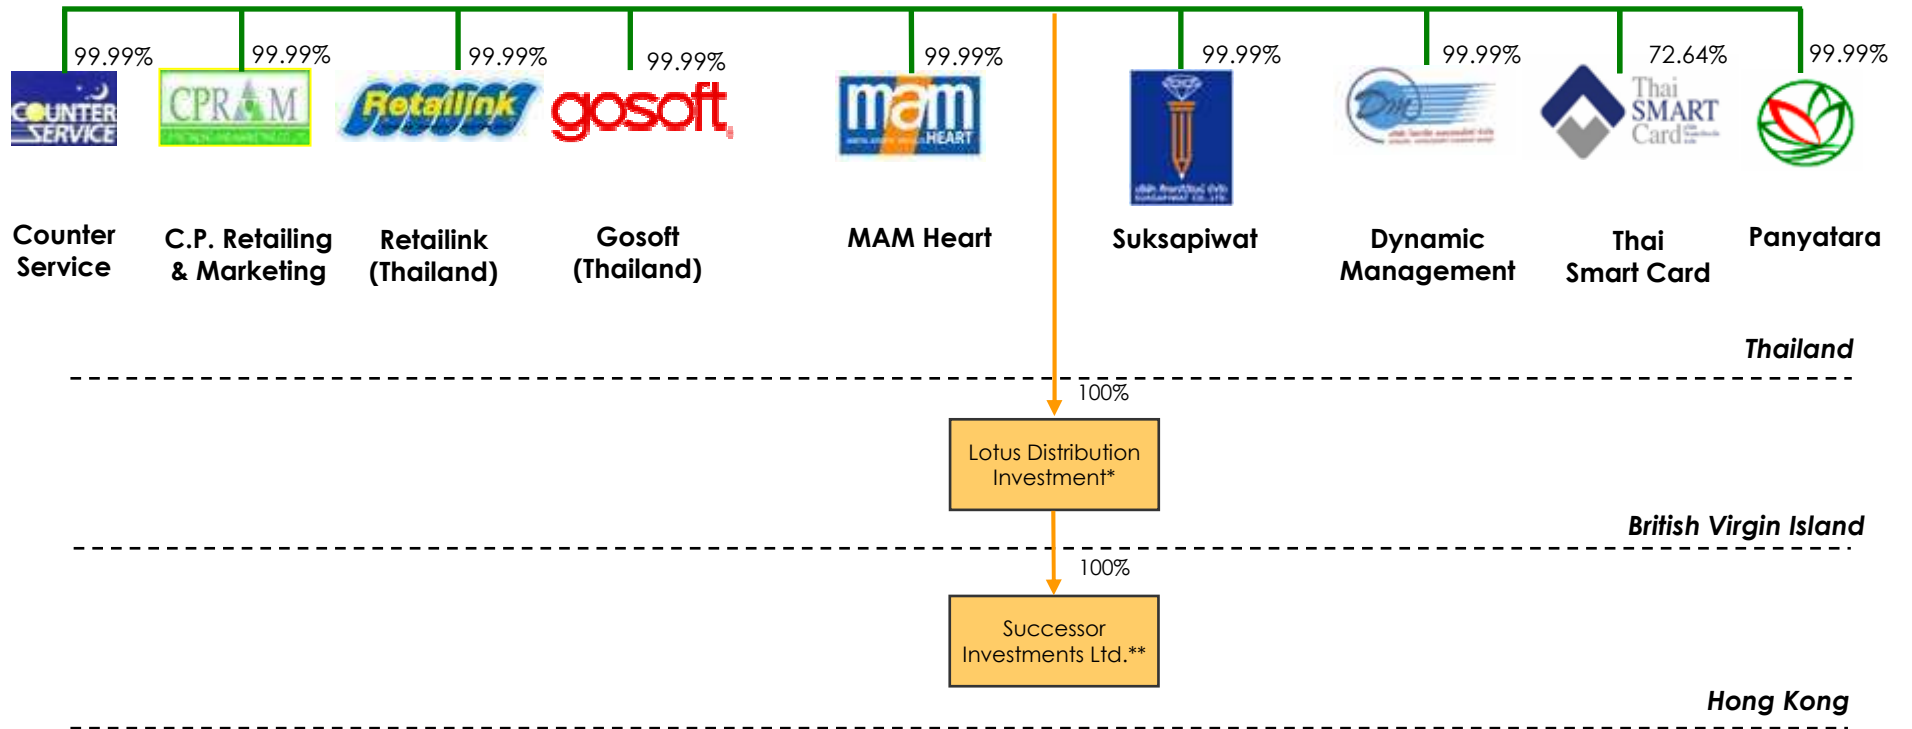 99.99%
99.99%
99.99%
99.99%
99.99%
99.99%
99.99%
72.64%
99.99%
COUNTER
SERVICE
CPRAM
Retailink
gosoft
mam
HEART
Dm
Thai
SMART
Card
Counter
Service
C.P. Retailing
& Marketing
Retailink
(Thailand)
Gosoft
(Thailand)
MAM Heart
Suksapiwat
Dynamic
Management
Thai
Smart Card
Panyatara
Thailand
100%
Lotus Distribution
Investment*
British Virgin Island
100%
Successor
Investments Ltd.**
Hong Kong